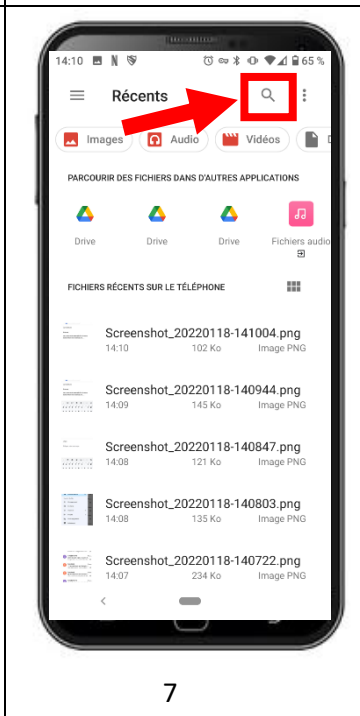 14:10 65 %
Récents
Images Audio Vidéos D
PARCOURIR DES FICHIERS DANS D'AUTRES APPLICATIONS
Drive Drive Drive Fichiers audio
FICHIERS RÉCENTS SUR LE TÉLÉPHONE
Screenshot_20220118-141004.png
14:10 102 Ko Image PNG
Screenshot_20220118-140944.png
14:09 145 Ko Image PNG
Screenshot_20220118-140847.png
14:08 121 Ko Image PNG
Screenshot_20220118-140803.png
14:08 135 Ko Image PNG
Screenshot_20220118-140722.png
14:07 234 Ko Image PNG
7